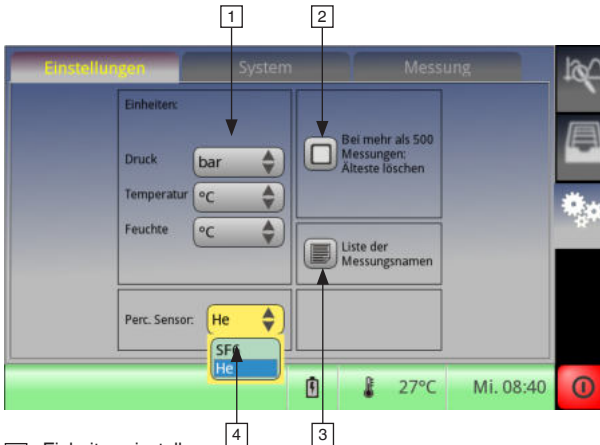 1 2
Einstellungen System Messung
Einheiten:
Druck bar
Temperatur °C
Feuchte °C
Bei mehr als 500
Messungen:
Älteste löschen
Liste der
Messungsnamen
Perc. Sensor: He
SF6
He
27°C Mi. 08:40
4 3